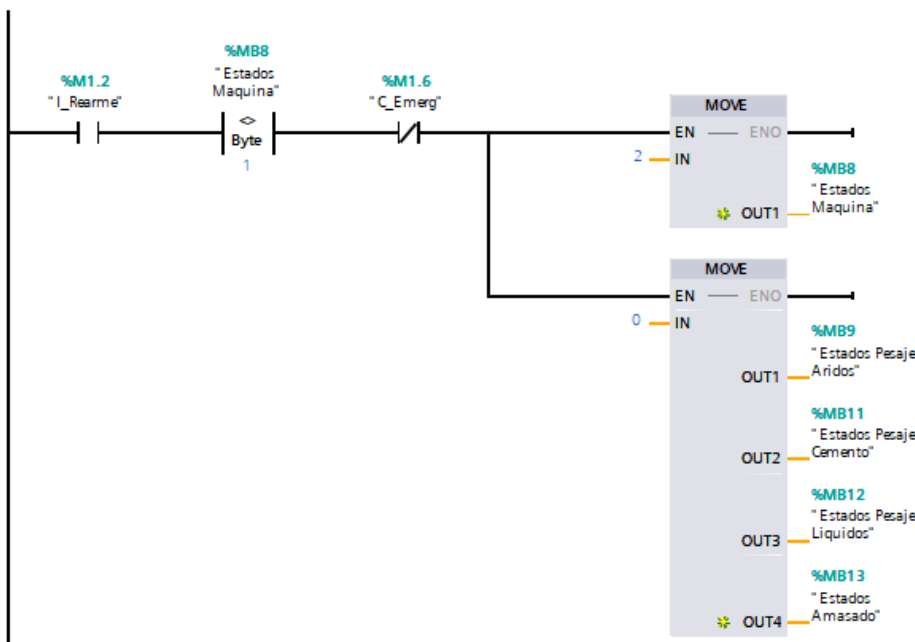 %MB8
"Estados
Maquina"
%M1.2
"I_Rearme"
%M1.6
"C_Emerg"
<>
Byte
1
MOVE
EN
ENO
2
IN
%MB8
"Estados
Maquina"
OUT1
MOVE
EN
ENO
0
IN
%MB9
"Estados Pesaje
Aridos"
OUT1
%MB11
"Estados Pesaje
Cemento"
OUT2
%MB12
"Estados Pesaje
Liquidos"
OUT3
%MB13
"Estados
Amasado"
OUT4